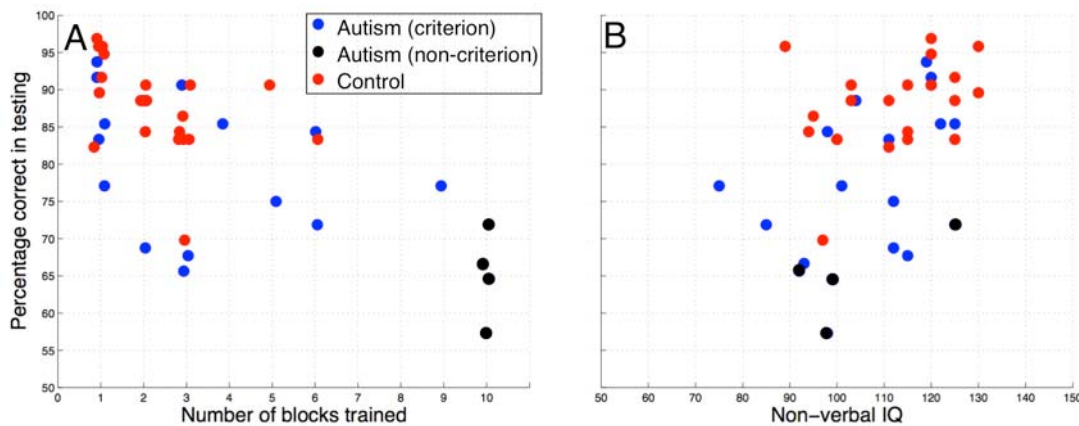 A
Autism (criterion)
Autism (non-criterion)
Control
100
95
90
85
80
75
70
65
60
55
50
Percentage correct in testing
0 1 2 3 4 5 6 7 8 9 10
Number of blocks trained
B
50 60 70 80 90 100 110 120 130 140 150
Non-verbal IQ